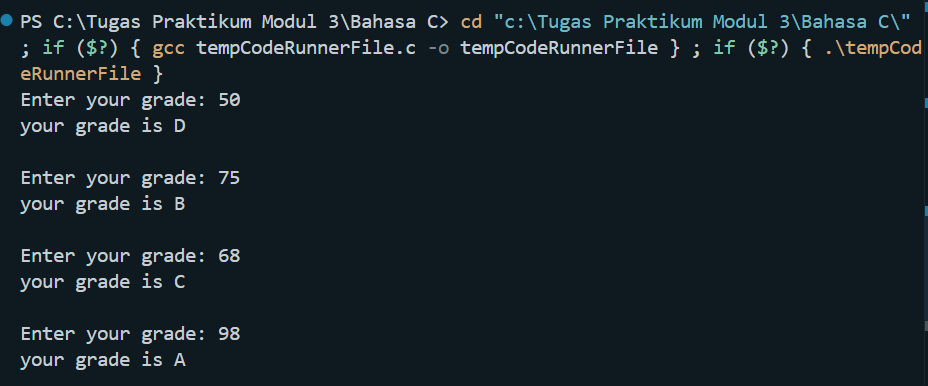 PS C:\Tugas Praktikum Modul 3\Bahasa C> cd "c:\Tugas Praktikum Modul 3\Bahasa C\"
; if ($?) { gcc tempCodeRunnerFile.c -o tempCodeRunnerFile } ; if ($?) { .\tempCod
eRunnerFile }
Enter your grade: 50
your grade is D
Enter your grade: 75
your grade is B
Enter your grade: 68
your grade is C
Enter your grade: 98
your grade is A